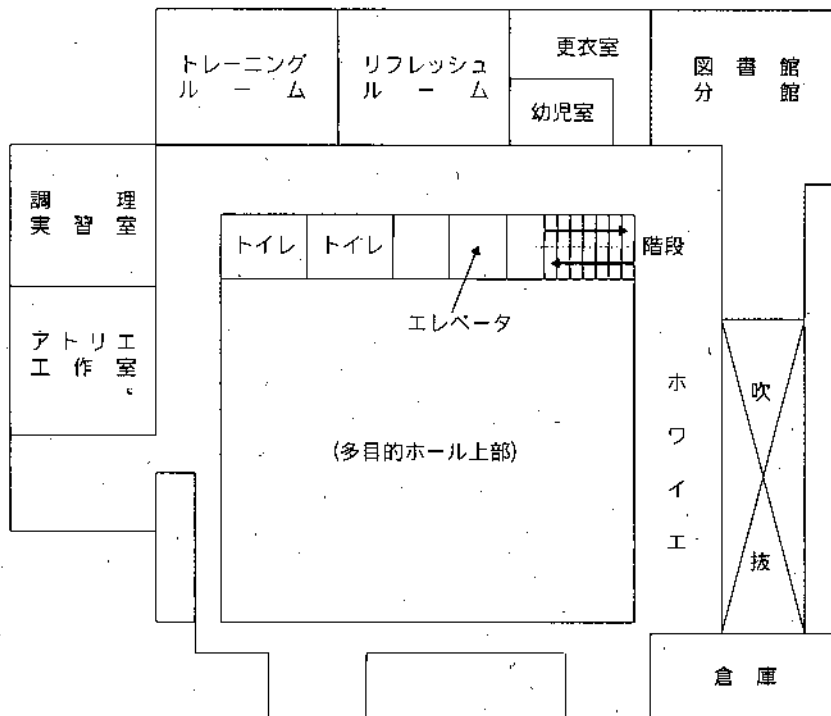 トレーニング
ルーム
リフレッシュ
ルーム
更衣室
幼児室
図書館
分館
調理
実習室
トイレ
トイレ
階段
エレベータ
アトリエ
工作室
(多目的ホール上部)
ホワイエ
吹抜
倉庫